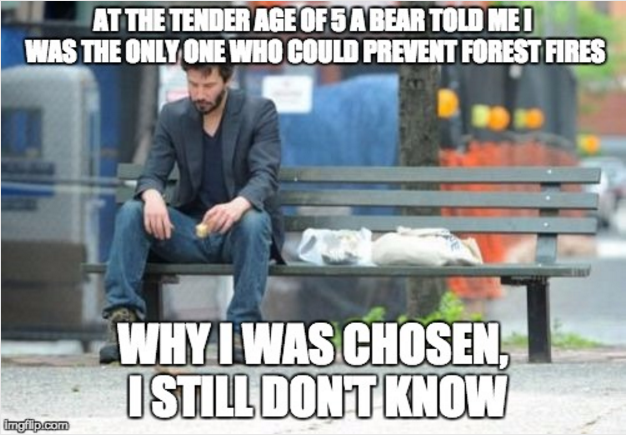 AT THE TENDER AGE OF 5 A BEAR TOLD ME I
WAS THE ONLY ONE WHO COULD PREVENT FOREST FIRES
WHY I WAS CHOSEN,
I STILL DON'T KNOW
imgflip.com